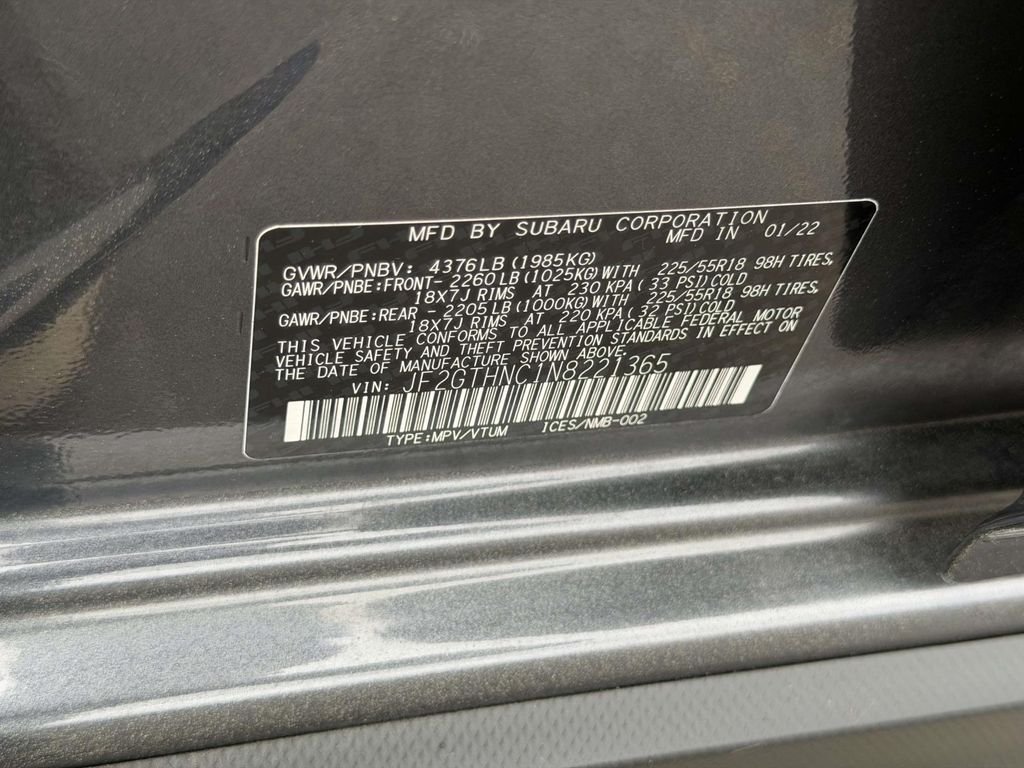 MFD BY SUBARU CORPORATION
MFD IN 01/22
GVWR/PNBV: 4376LB(1985KG)
GAWR/PNBE:FRONT- 2260LB(1025KG)WITH 225/55R18 98H TIRES,
18X7J RIMS AT 230 KPA(33 PSI)COLD
GAWR/PNBE:REAR - 2205LB(1000KG)WITH 225/55R18 98H TIRES,
18X7J RIMS AT 220 KPA(32 PSI)COLD
THIS VEHICLE CONFORMS TO ALL APPLICABLE FEDERAL MOTOR
VEHICLE SAFETY AND THEFT PREVENTION STANDARDS IN EFFECT ON
THE DATE OF MANUFACTURE SHOWN ABOVE.
VIN: JF2GTHNC1N8221365
TYPE:MPV/VTUM ICES/NMB-002